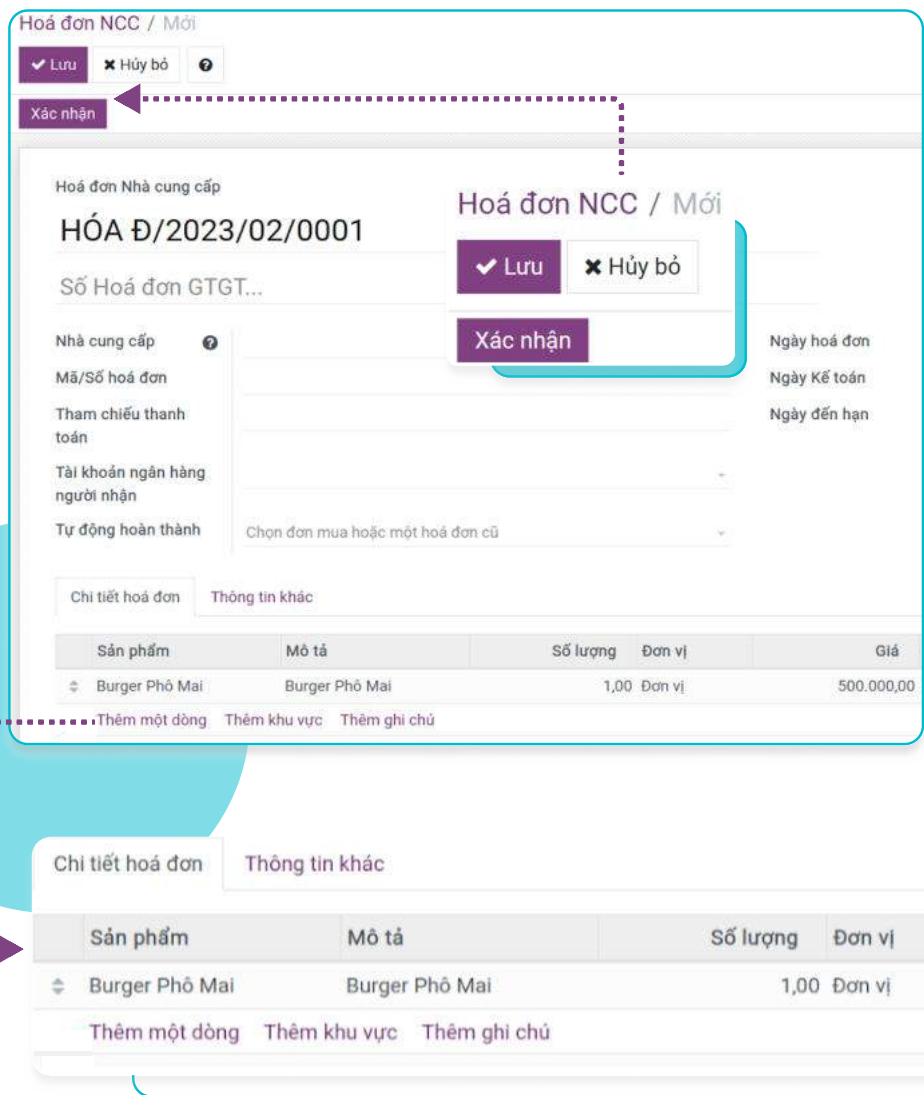 Hoá đơn NCC / Mới
Lưu Hủy bỏ
Xác nhận
Hoá đơn Nhà cung cấp
HÓA Đ/2023/02/0001
Số Hoá đơn GTGT...
Hoá đơn NCC / Mới
Lưu Hủy bỏ
Xác nhận
Nhà cung cấp
Mã/Số hoá đơn
Tham chiếu thanh
toán
Tài khoản ngân hàng
người nhận
Tự động hoàn thành Chọn đơn mua hoặc một hoá đơn cũ
Ngày hoá đơn
Ngày Kế toán
Ngày đến hạn
Chi tiết hoá đơn Thông tin khác
Sản phẩm Mô tả Số lượng Đơn vị Giá
Burger Phô Mai Burger Phô Mai 1,00 Đơn vị 500.000,00
Thêm một dòng Thêm khu vực Thêm ghi chú
Chi tiết hoá đơn Thông tin khác
Sản phẩm Mô tả Số lượng Đơn vị
Burger Phô Mai Burger Phô Mai 1,00 Đơn vị
Thêm một dòng Thêm khu vực Thêm ghi chú